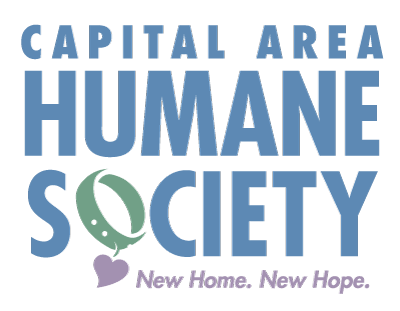 CAPITAL AREA
HUMANE
SOCIETY
New Home. New Hope.